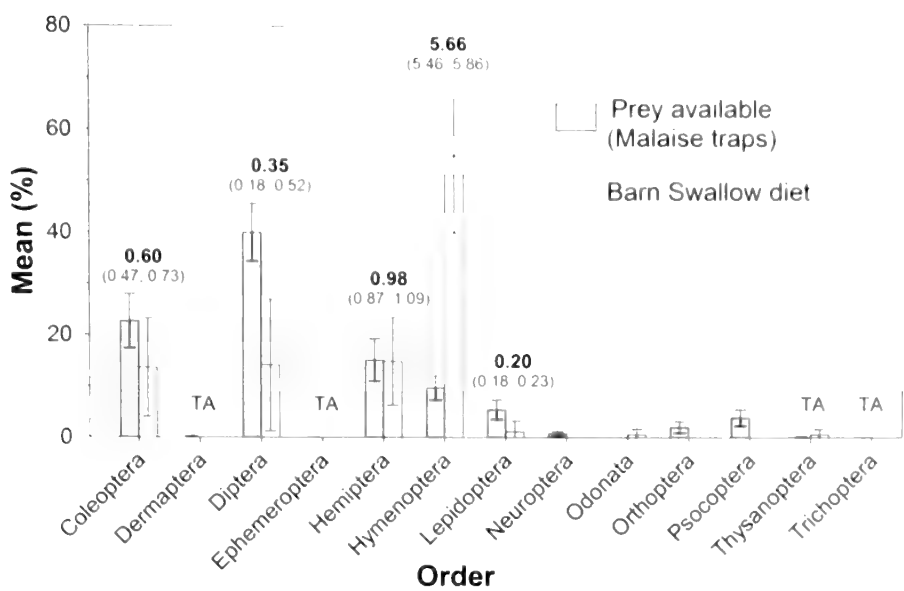 80
60
40
20
0
Mean (%)
5.66
(5.46 5.86)
Prey available
(Malaise traps)
Barn Swallow diet
0.35
(0.18 0.52)
0.60
(0.47, 0.73)
0.98
(0.87 1.09)
0.20
(0.18 0.23)
TA
TA
TA
TA
Coleoptera
Dermaptera
Diptera
Ephemeroptera
Hemiptera
Hymenoptera
Lepidoptera
Neuroptera
Odonata
Orthoptera
Psocoptera
Thysanoptera
Trichoptera
Order